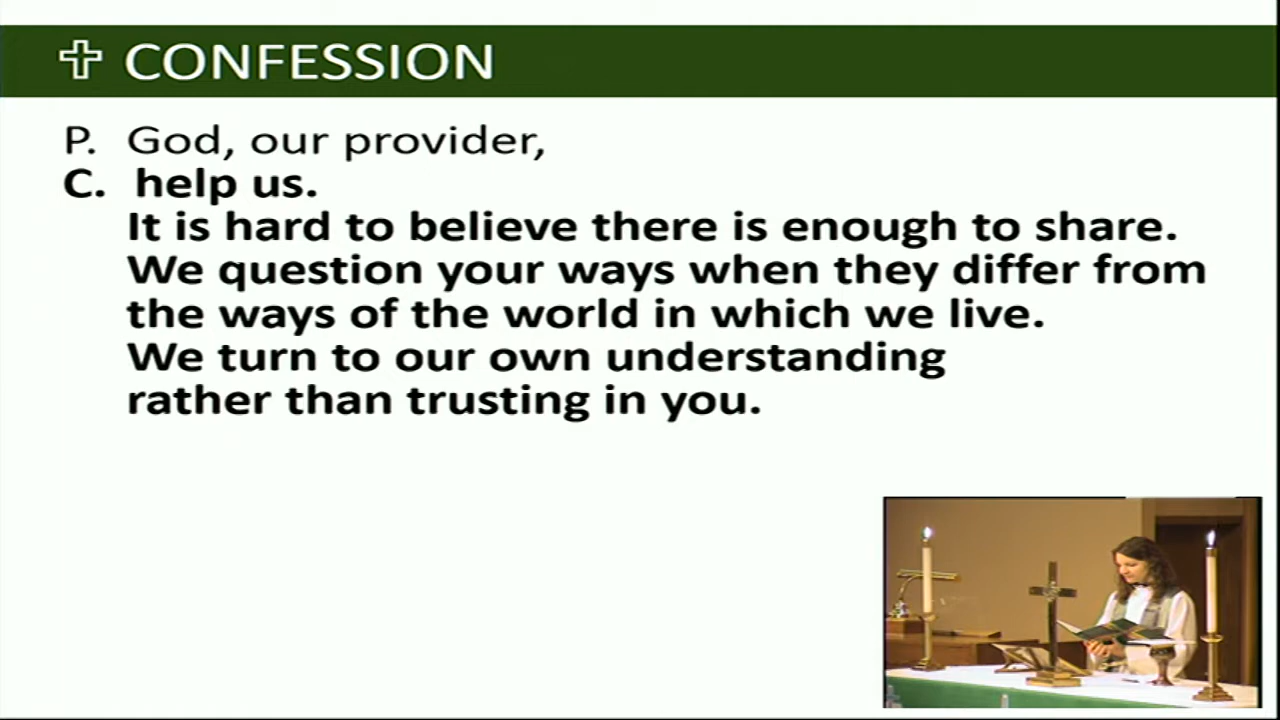 CONFESSION
P. God, our provider,
C. help us.
It is hard to believe there is enough to share.
We question your ways when they differ from
the ways of the world in which we live.
We turn to our own understanding
rather than trusting in you.